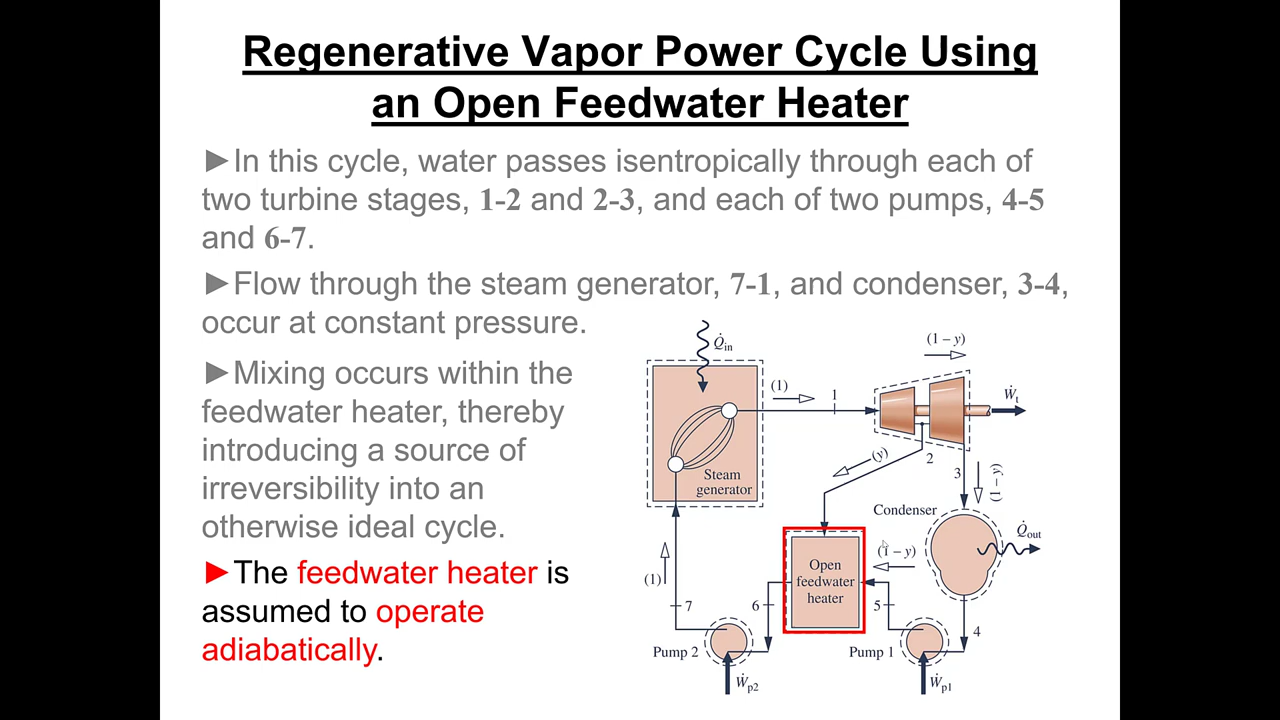 Regenerative Vapor Power Cycle Using
an Open Feedwater Heater
►In this cycle, water passes isentropically through each of
two turbine stages, 1-2 and 2-3, and each of two pumps, 4-5
and 6-7.
►Flow through the steam generator, 7-1, and condenser, 3-4,
occur at constant pressure.
►Mixing occurs within the
feedwater heater, thereby
introducing a source of
irreversibility into an
otherwise ideal cycle.
►The feedwater heater is
assumed to operate
adiabatically.
Q̇in
(1 – y)
(1)
1
Ẇt
(y)
2
3
(1 – y)
Steam
generator
Condenser
Q̇out
(1 – y)
Open
feedwater
heater
(1)
7
6
5
4
Pump 2
Pump 1
Ẇp2
Ẇp1